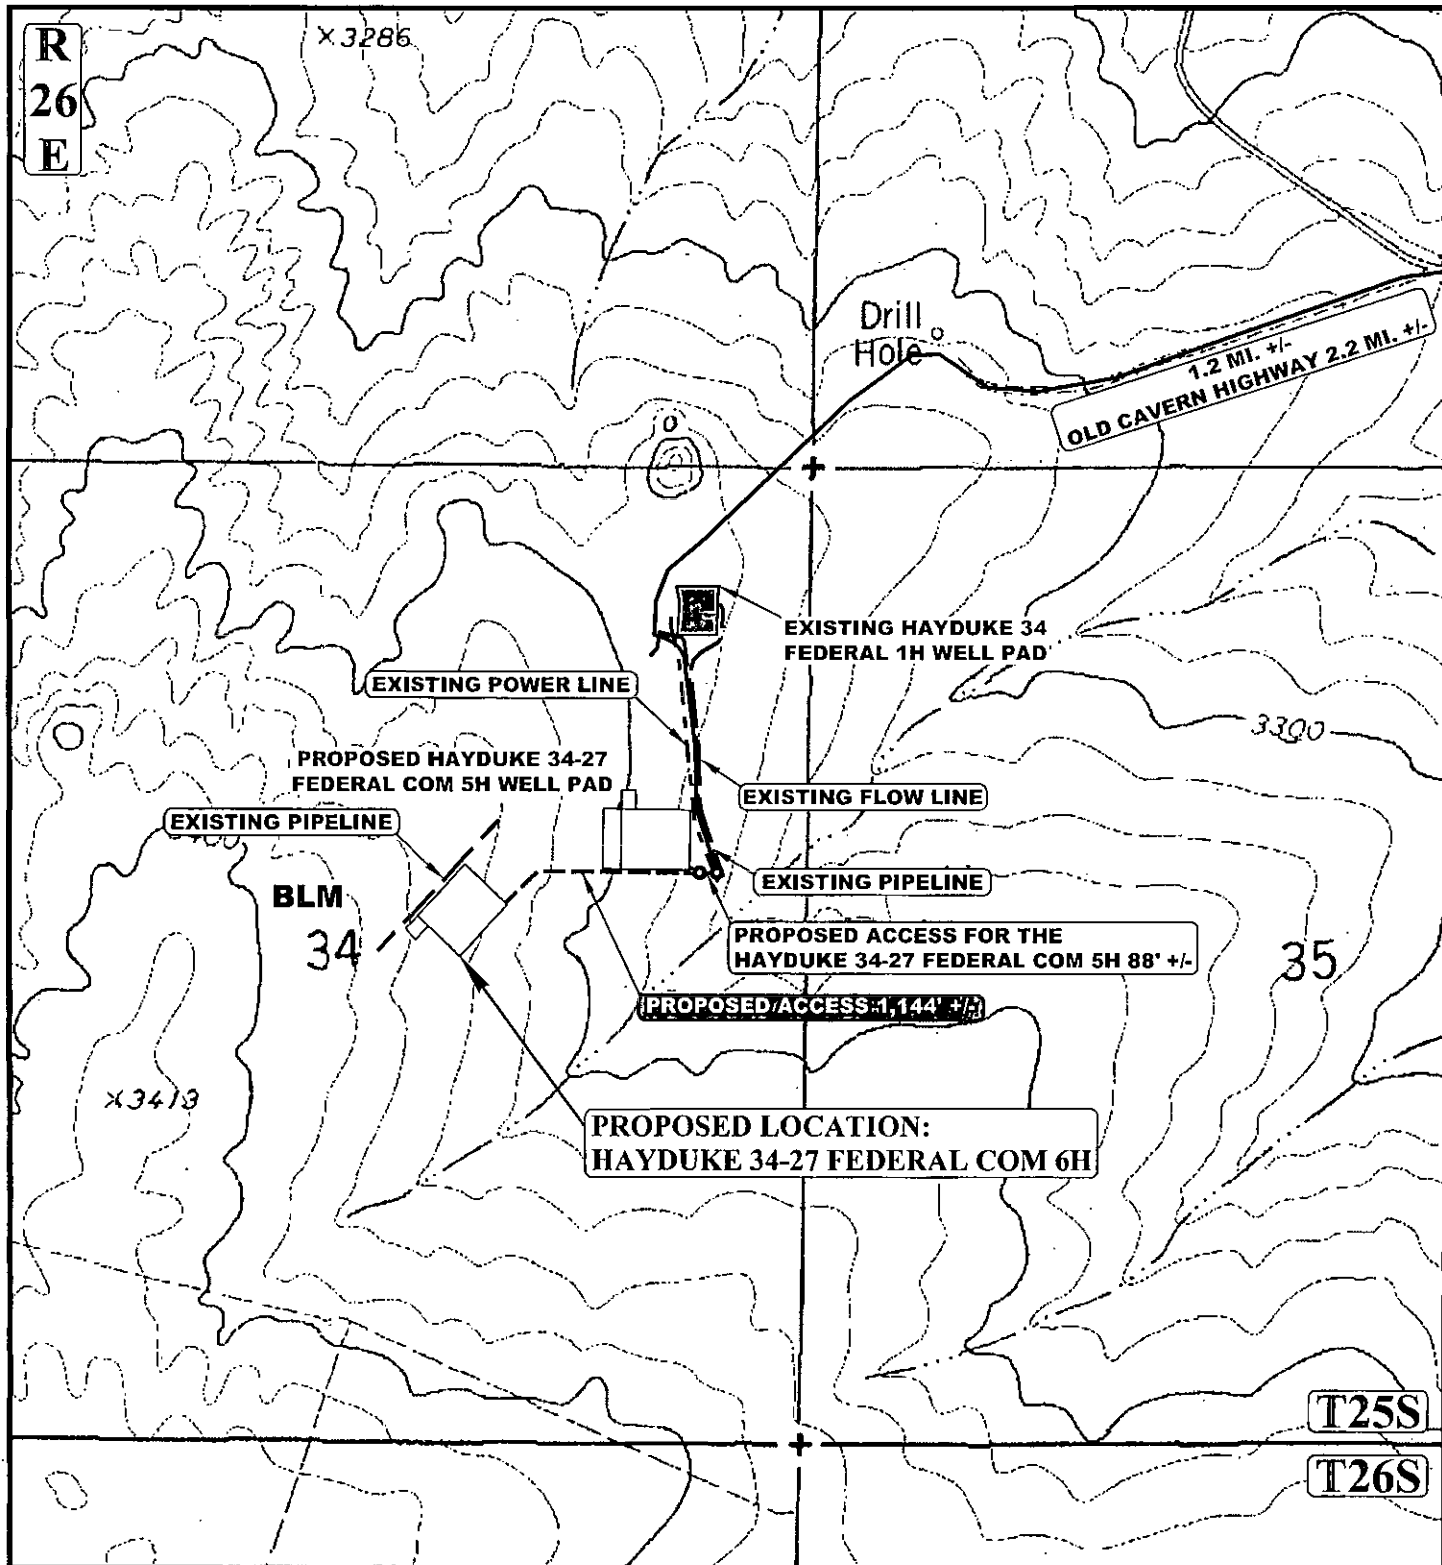 R
26
E
×3286
Drill
Hole
1.2 MI. +/-
OLD CAVERN HIGHWAY 2.2 MI. +/-
EXISTING HAYDUKE 34
FEDERAL 1H WELL PAD
EXISTING POWER LINE
3300
PROPOSED HAYDUKE 34-27
FEDERAL COM 5H WELL PAD
EXISTING FLOW LINE
EXISTING PIPELINE
EXISTING PIPELINE
BLM
34
PROPOSED ACCESS FOR THE
HAYDUKE 34-27 FEDERAL COM 5H 88' +/-
35
PROPOSED ACCESS 1,144' +/-
×3413
PROPOSED LOCATION:
HAYDUKE 34-27 FEDERAL COM 6H
T25S
T26S